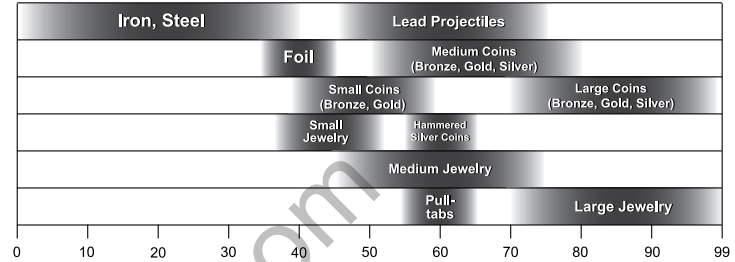 Iron, Steel
Lead Projectiles
Foil
Medium Coins
(Bronze, Gold, Silver)
Small Coins
(Bronze, Gold)
Large Coins
(Bronze, Gold, Silver)
Small
Jewelry
Hammered
Silver Coins
Medium Jewelry
Pull-
tabs
Large Jewelry
0 10 20 30 40 50 60 70 80 90 99
com